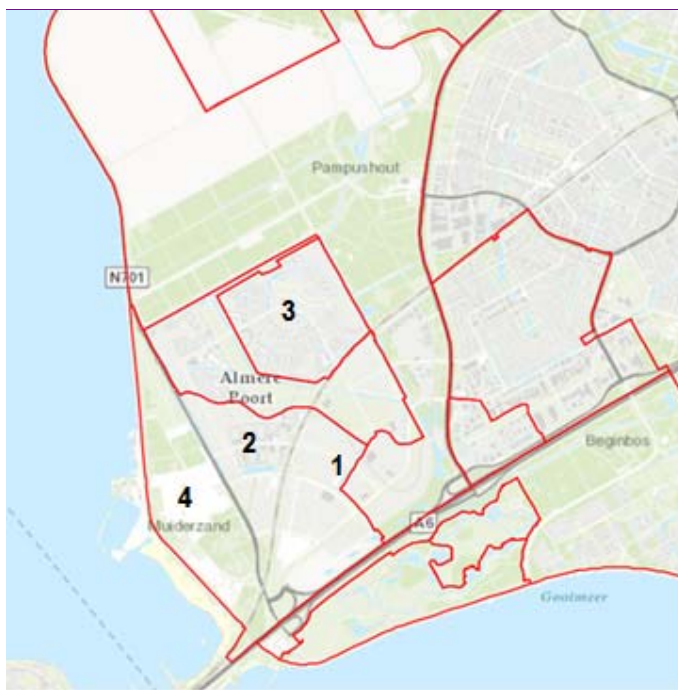 Pampushout
N701
3
Almere
Poort
2
1
4
Muiderzand
A6
Beginbos
Gooimeer